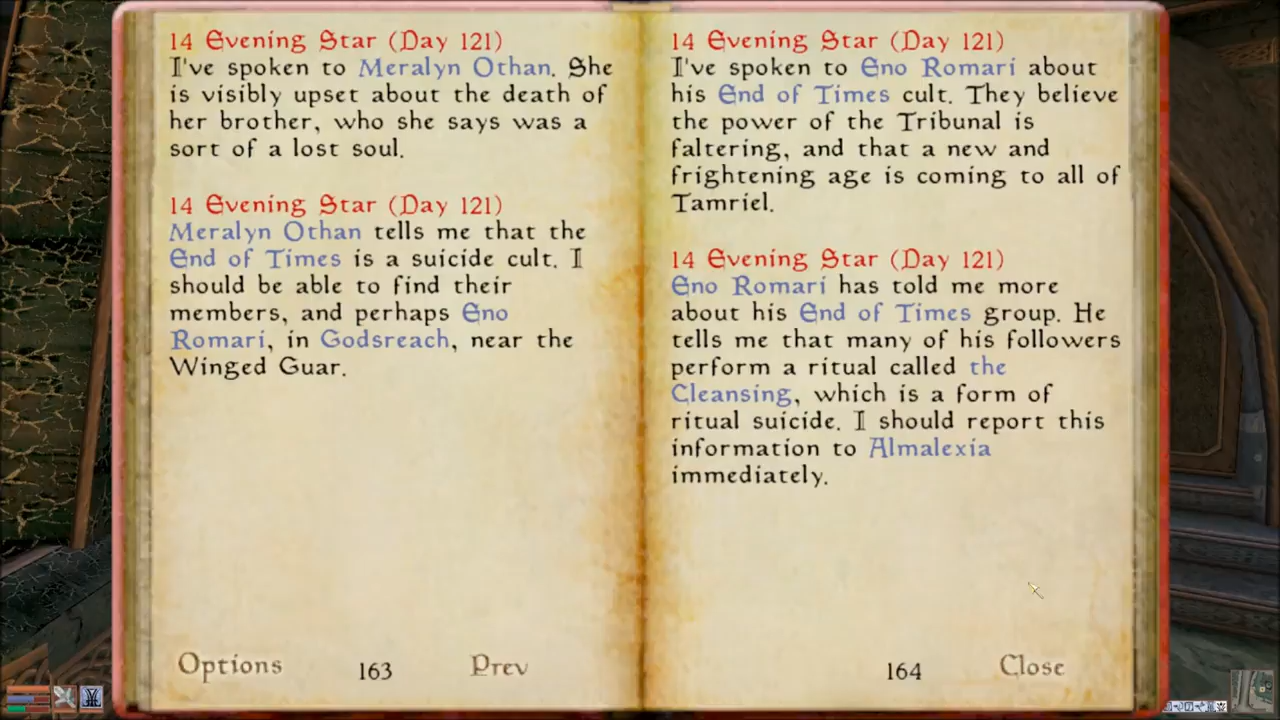 14 Evening Star (Day 121)
I've spoken to Meralyn Othan. She
is visibly upset about the death of
her brother, who she says was a
sort of a lost soul.
14 Evening Star (Day 121)
Meralyn Othan tells me that the
End of Times is a suicide cult. I
should be able to find their
members, and perhaps Eno
Romari, in Godsreach, near the
Winged Guar.
Options
163
Prev
14 Evening Star (Day 121)
I've spoken to Eno Romari about
his End of Times cult. They believe
the power of the Tribunal is
faltering, and that a new and
frightening age is coming to all of
Tamriel.
14 Evening Star (Day 121)
Eno Romari has told me more
about his End of Times group. He
tells me that many of his followers
perform a ritual called the
Cleansing, which is a form of
ritual suicide. I should report this
information to Almalexia
immediately.
164
Close